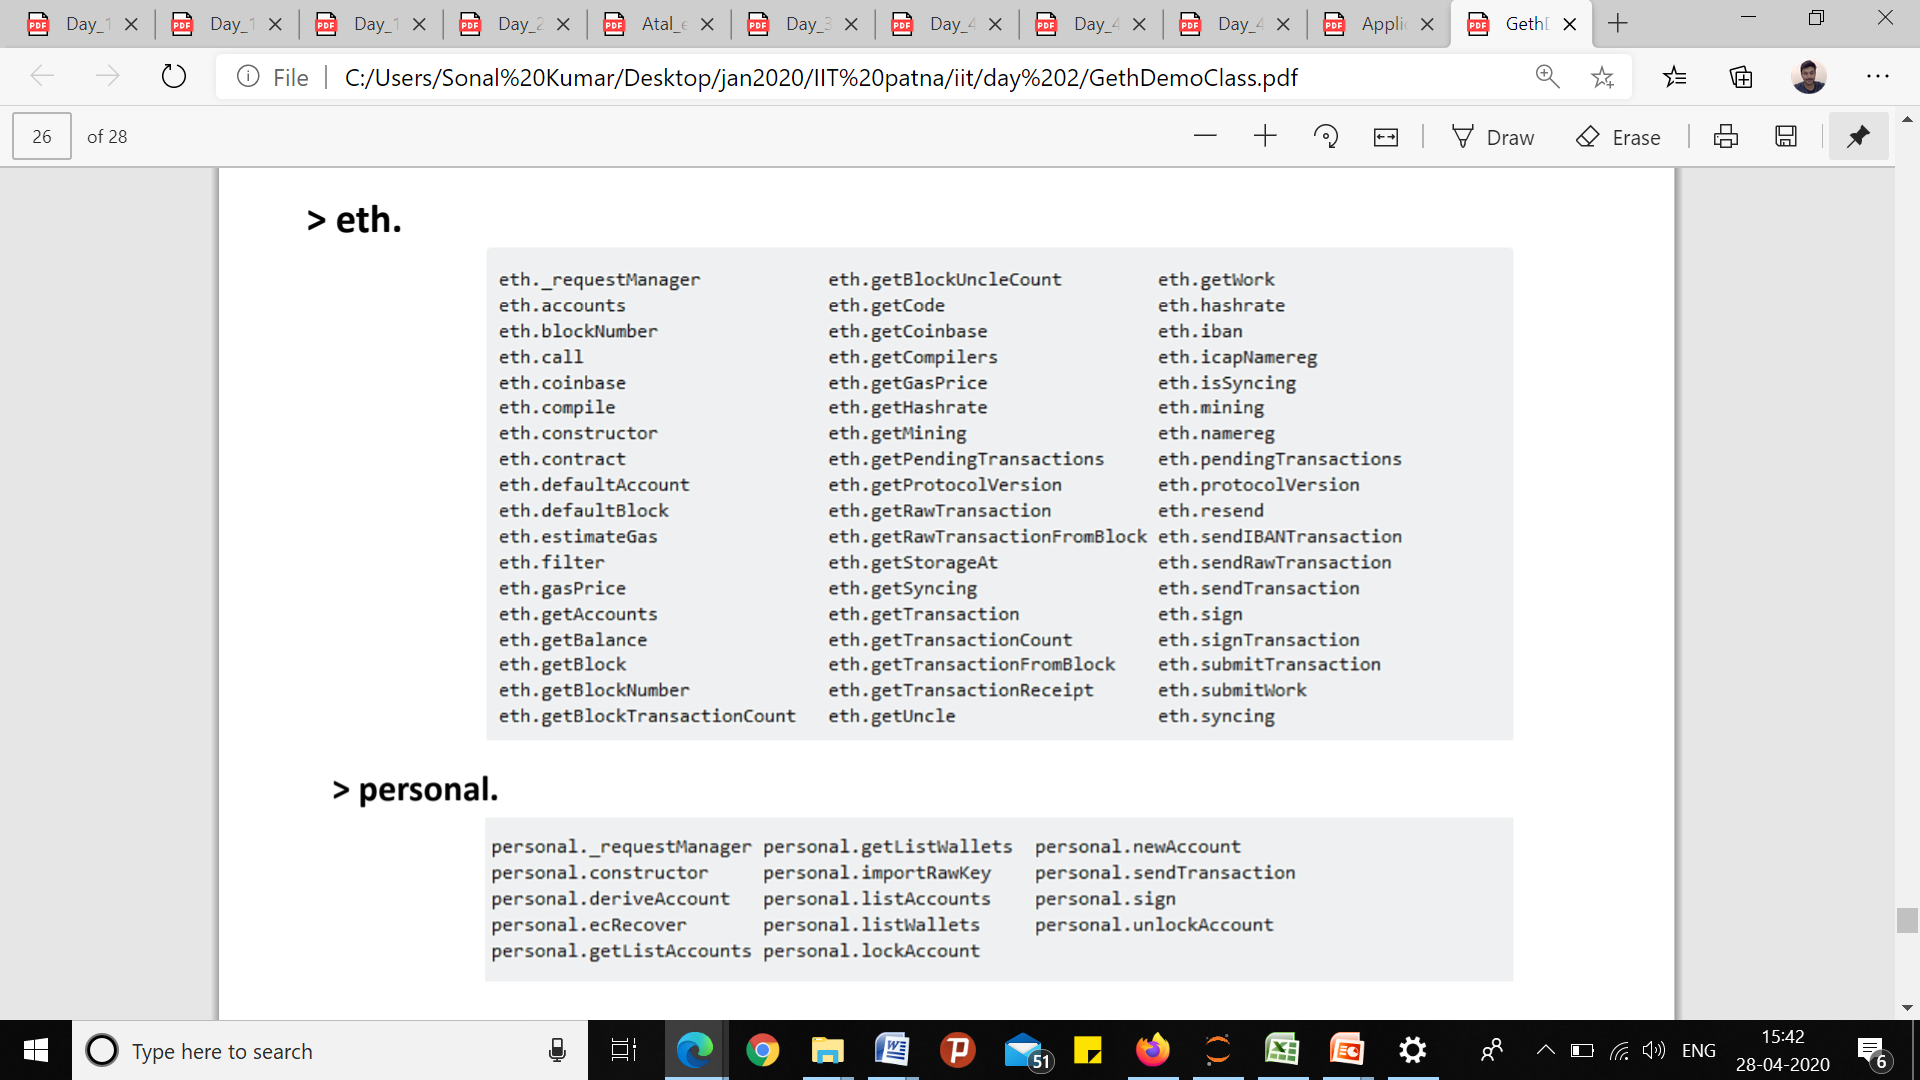 Day_1 Day_1 Day_1 Day_2 Atal_e Day_3 Day_4 Day_4 Day_4 Applic GethD
File C:/Users/Sonal%20Kumar/Desktop/jan2020/IIT%20patna/iit/day%202/GethDemoClass.pdf
26 of 28 Draw Erase
> eth.
eth._requestManager eth.getBlockUncleCount eth.getWork
eth.accounts eth.getCode eth.hashrate
eth.blockNumber eth.getCoinbase eth.iban
eth.call eth.getCompilers eth.icapNamereg
eth.coinbase eth.getGasPrice eth.isSyncing
eth.compile eth.getHashrate eth.mining
eth.constructor eth.getMining eth.namereg
eth.contract eth.getPendingTransactions eth.pendingTransactions
eth.defaultAccount eth.getProtocolVersion eth.protocolVersion
eth.defaultBlock eth.getRawTransaction eth.resend
eth.estimateGas eth.getRawTransactionFromBlock eth.sendIBANTransaction
eth.filter eth.getStorageAt eth.sendRawTransaction
eth.gasPrice eth.getSyncing eth.sendTransaction
eth.getAccounts eth.getTransaction eth.sign
eth.getBalance eth.getTransactionCount eth.signTransaction
eth.getBlock eth.getTransactionFromBlock eth.submitTransaction
eth.getBlockNumber eth.getTransactionReceipt eth.submitWork
eth.getBlockTransactionCount eth.getUncle eth.syncing
> personal.
personal._requestManager personal.getListWallets personal.newAccount
personal.constructor personal.importRawKey personal.sendTransaction
personal.deriveAccount personal.listAccounts personal.sign
personal.ecRecover personal.listWallets personal.unlockAccount
personal.getListAccounts personal.lockAccount
Type here to search 51 ENG 15:42 6
28-04-2020